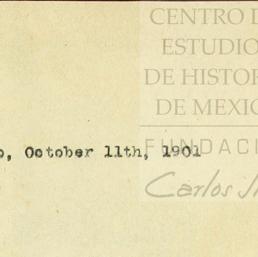 CENTRO D
ESTUDIO
DE HISTOR
DE MEXIC
o, October 11th, 1901
FUNDACI
Carlos